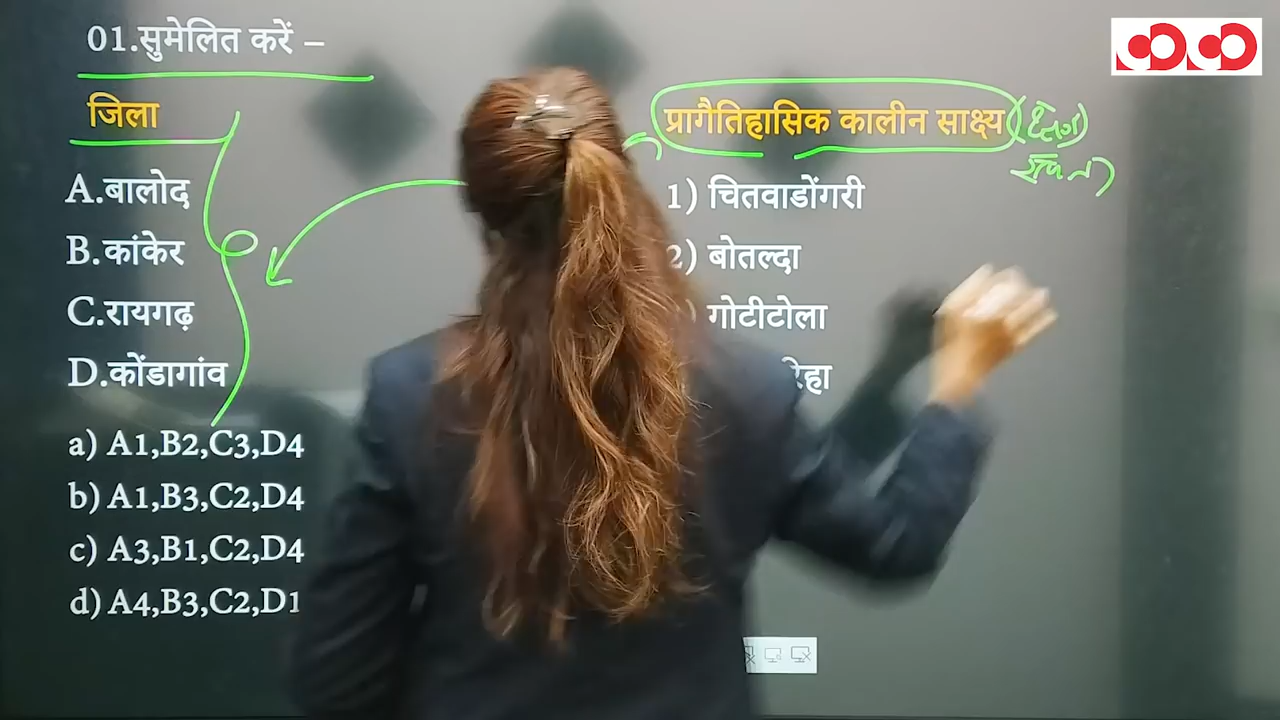 01.सुमेलित करें –
जिला
प्रागैतिहासिक कालीन साक्ष्य
A.बालोद
1) चितवाडोंगरी
B.कांकेर
2) बोतल्दा
C.रायगढ़
गोटीटोला
D.कोंडागांव
a) A1,B2,C3,D4
b) A1,B3,C2,D4
c) A3,B1,C2,D4
d) A4,B3,C2,D1